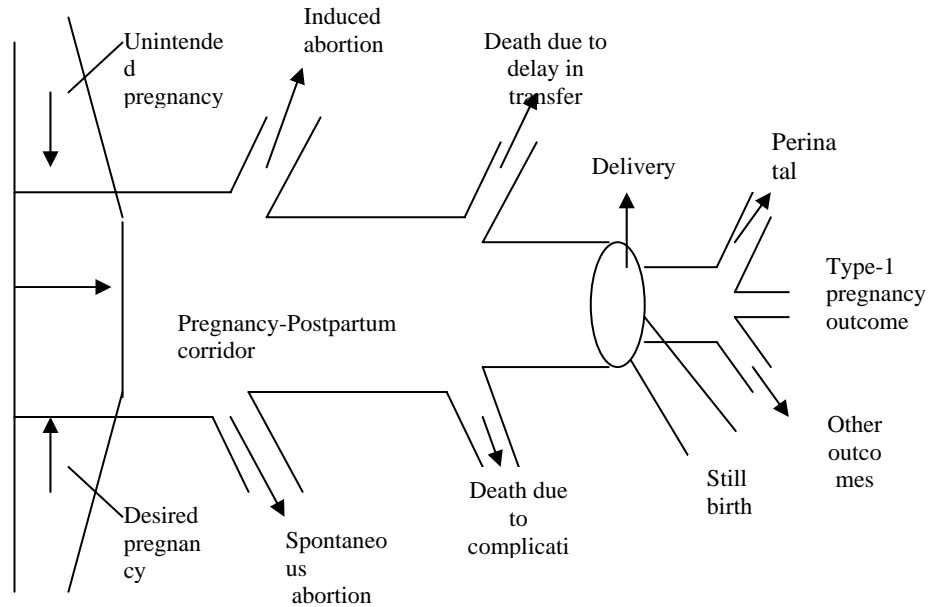 Unintende
d
pregnancy
Induced
abortion
Death due to
delay in
transfer
Delivery
Perina
tal
Type-1
pregnancy
outcome
Pregnancy-Postpartum
corridor
Desired
pregnan
cy
Spontaneo
us
abortion
Death due
to
complicati
Still
birth
Other
outco
mes